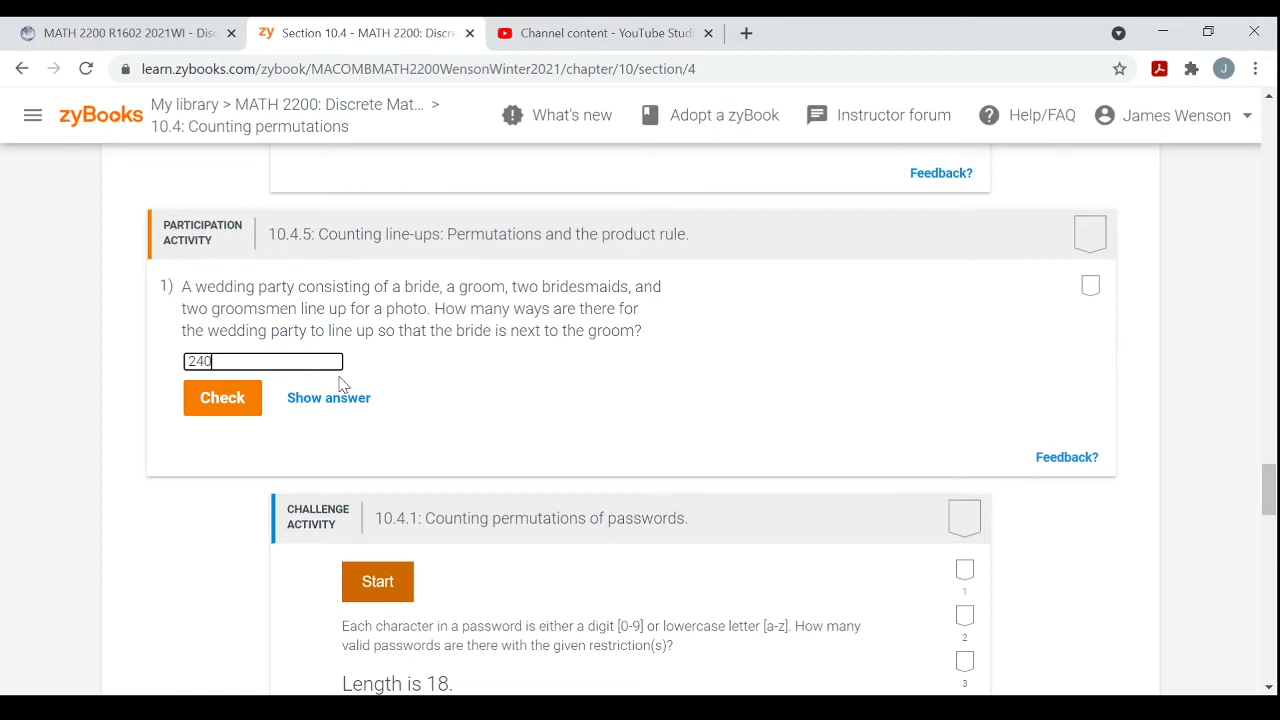 MATH 2200 R1602 2021WI - Disc
Section 10.4 - MATH 2200: Discre
Channel content - YouTube Studi
learn.zybooks.com/zybook/MACOMBMATH2200WensonWinter2021/chapter/10/section/4
J
zyBooks
My library > MATH 2200: Discrete Mat... >
10.4: Counting permutations
What's new
Adopt a zyBook
Instructor forum
Help/FAQ
James Wenson
Feedback?
PARTICIPATION
ACTIVITY
10.4.5: Counting line-ups: Permutations and the product rule.
1) A wedding party consisting of a bride, a groom, two bridesmaids, and
two groomsmen line up for a photo. How many ways are there for
the wedding party to line up so that the bride is next to the groom?
240
Check
Show answer
Feedback?
CHALLENGE
ACTIVITY
10.4.1: Counting permutations of passwords.
Start
1
Each character in a password is either a digit [0-9] or lowercase letter [a-z]. How many
valid passwords are there with the given restriction(s)?
2
Length is 18.
3